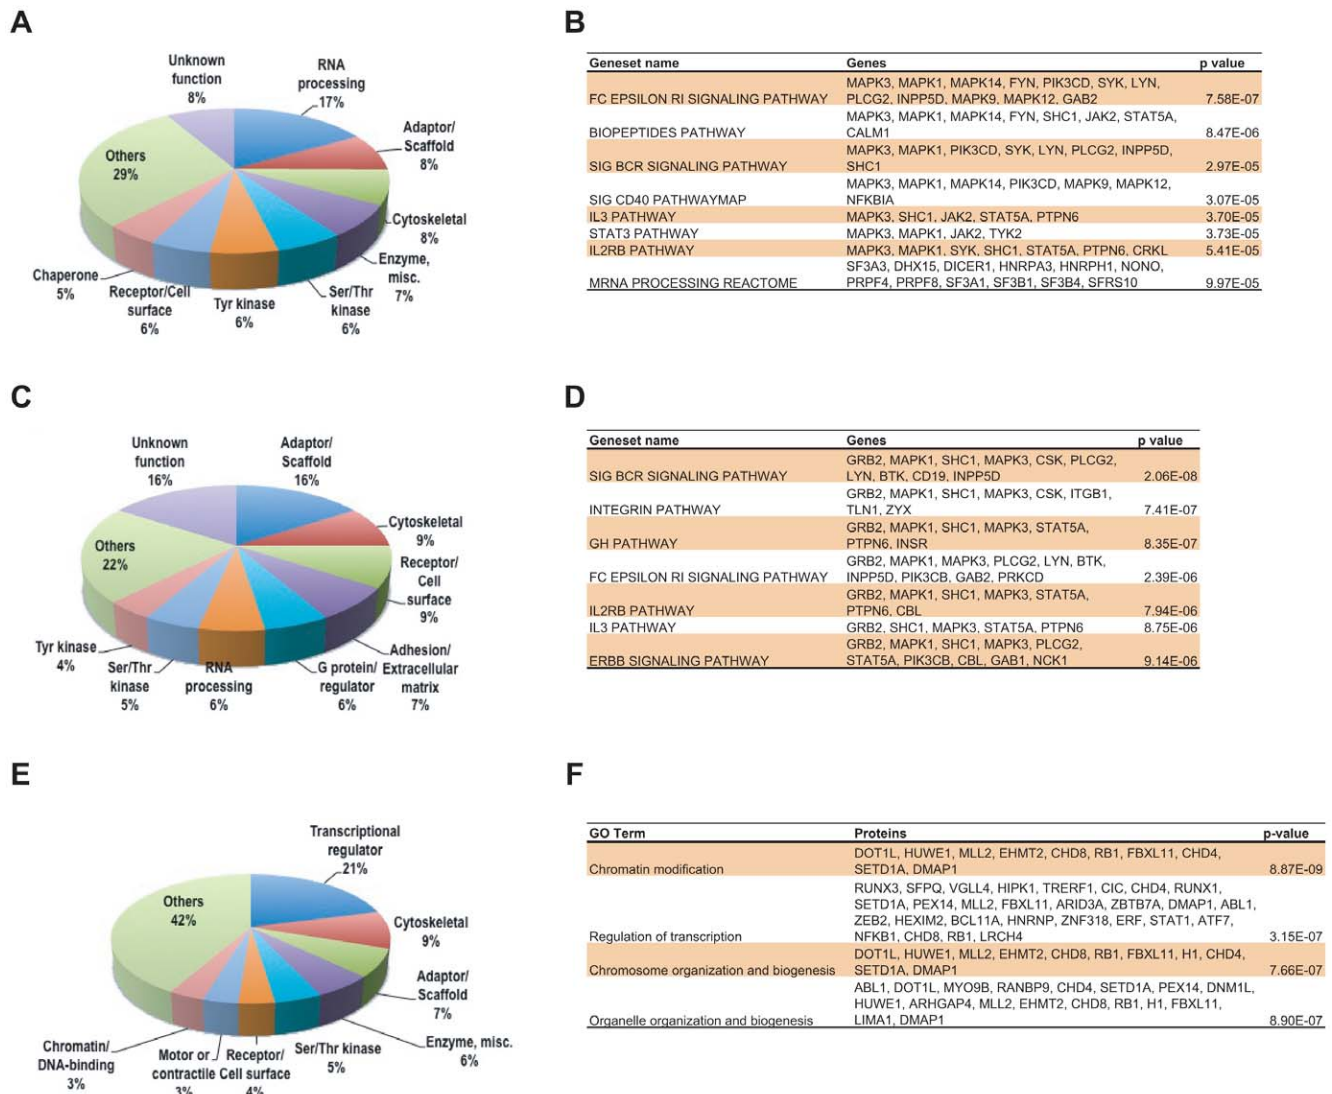 A
Unknown
function
8%
RNA
processing
17%
Adaptor/
Scaffold
8%
Cytoskeletal
8%
Enzyme,
misc.
7%
Ser/Thr
kinase
6%
Tyr kinase
6%
Receptor/Cell
surface
6%
Chaperone
5%
Others
29%
B
Geneset name Genes p value
MAPK3, MAPK1, MAPK14, FYN, PIK3CD, SYK, LYN,
FC EPSILON RI SIGNALING PATHWAY PLCG2, INPP5D, MAPK9, MAPK12, GAB2 7.58E-07
MAPK3, MAPK1, MAPK14, FYN, SHC1, JAK2, STAT5A,
BIOPEPTIDES PATHWAY CALM1 8.47E-06
MAPK3, MAPK1, PIK3CD, SYK, LYN, PLCG2, INPP5D,
SIG BCR SIGNALING PATHWAY SHC1 2.97E-05
MAPK3, MAPK1, MAPK14, PIK3CD, MAPK9, MAPK12,
SIG CD40 PATHWAYMAP NFKBIA 3.07E-05
IL3 PATHWAY MAPK3, SHC1, JAK2, STAT5A, PTPN6 3.70E-05
STAT3 PATHWAY MAPK3, MAPK1, JAK2, TYK2 3.73E-05
IL2RB PATHWAY MAPK3, MAPK1, SYK, SHC1, STAT5A, PTPN6, CRKL 5.41E-05
SF3A3, DHX15, DICER1, HNRPA3, HNRPH1, NONO,
MRNA PROCESSING REACTOME PRPF4, PRPF8, SF3A1, SF3B1, SF3B4, SFRS10 9.97E-05
C
Unknown
function
16%
Adaptor/
Scaffold
16%
Cytoskeletal
9%
Receptor/
Cell
surface
9%
Adhesion/
Extracellular
matrix
7%
G protein/
regulator
6%
RNA
processing
6%
Ser/Thr
kinase
5%
Tyr kinase
4%
Others
22%
D
Geneset name Genes p value
GRB2, MAPK1, SHC1, MAPK3, CSK, PLCG2,
SIG BCR SIGNALING PATHWAY LYN, BTK, CD19, INPP5D 2.06E-08
GRB2, MAPK1, SHC1, MAPK3, CSK, ITGB1,
INTEGRIN PATHWAY TLN1, ZYX 7.41E-07
GRB2, MAPK1, SHC1, MAPK3, STAT5A,
GH PATHWAY PTPN6, INSR 8.35E-07
GRB2, MAPK1, MAPK3, PLCG2, LYN, BTK,
FC EPSILON RI SIGNALING PATHWAY INPP5D, PIK3CB, GAB2, PRKCD 2.39E-06
GRB2, MAPK1, SHC1, MAPK3, STAT5A,
IL2RB PATHWAY PTPN6, CBL 7.94E-06
IL3 PATHWAY GRB2, SHC1, MAPK3, STAT5A, PTPN6 8.75E-06
GRB2, MAPK1, SHC1, MAPK3, PLCG2,
ERBB SIGNALING PATHWAY STAT5A, PIK3CB, CBL, GAB1, NCK1 9.14E-06
E
Transcriptional
regulator
21%
Cytoskeletal
9%
Adaptor/
Scaffold
7%
Enzyme, misc.
6%
Ser/Thr kinase
5%
Receptor/
Cell surface
4%
Motor or
contractile
3%
Chromatin/
DNA-binding
3%
Others
42%
F
GO Term Proteins p-value
DOT1L, HUWE1, MLL2, EHMT2, CHD8, RB1, FBXL11, CHD4,
Chromatin modification SETD1A, DMAP1 8.87E-09
RUNX3, SFPQ, VGLL4, HIPK1, TRERF1, CIC, CHD4, RUNX1,
SETD1A, PEX14, MLL2, FBXL11, ARID3A, ZBTB7A, DMAP1, ABL1,
ZEB2, HEXIM2, BCL11A, HNRNP, ZNF318, ERF, STAT1, ATF7,
Regulation of transcription NFKB1, CHD8, RB1, LRCH4 3.15E-07
DOT1L, HUWE1, MLL2, EHMT2, CHD8, RB1, FBXL11, H1, CHD4,
Chromosome organization and biogenesis SETD1A, DMAP1 7.66E-07
ABL1, DOT1L, MYO9B, RANBP9, CHD4, SETD1A, PEX14, DNM1L,
HUWE1, ARHGAP4, MLL2, EHMT2, CHD8, RB1, H1, FBXL11,
Organelle organization and biogenesis LIMA1, DMAP1 8.90E-07